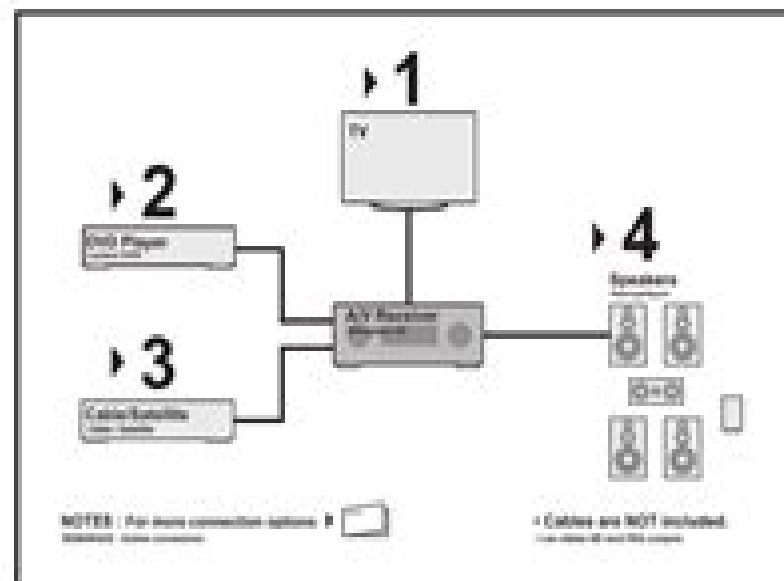 1
TV
2
DVD Player
4
Speakers
A/V Receiver
3
Cable/Satellite
NOTES : For more connection options
• Cables are NOT included.